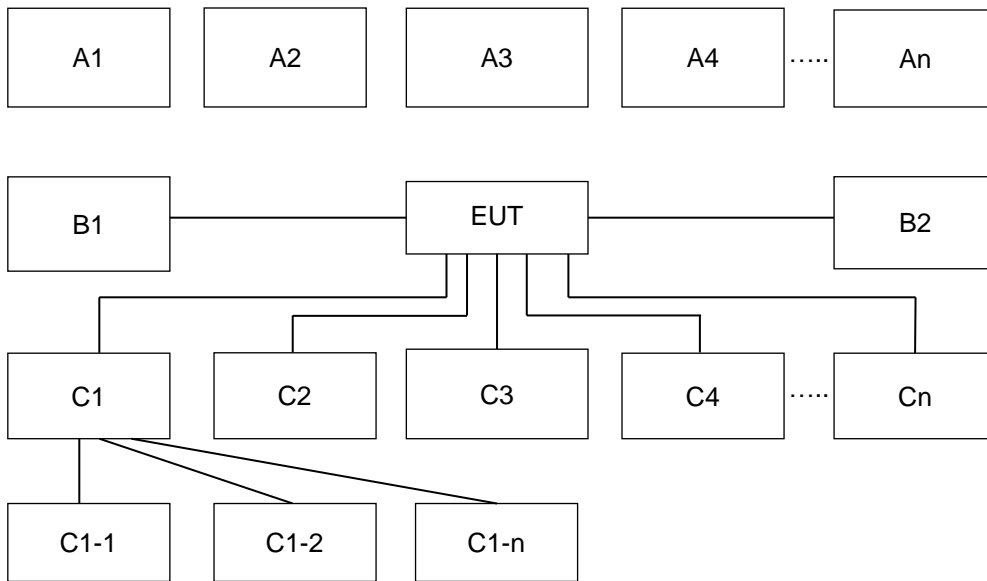 A1 A2 A3 A4 ….. An
B1 EUT B2
C1 C2 C3 C4 ….. Cn
C1-1 C1-2 C1-n